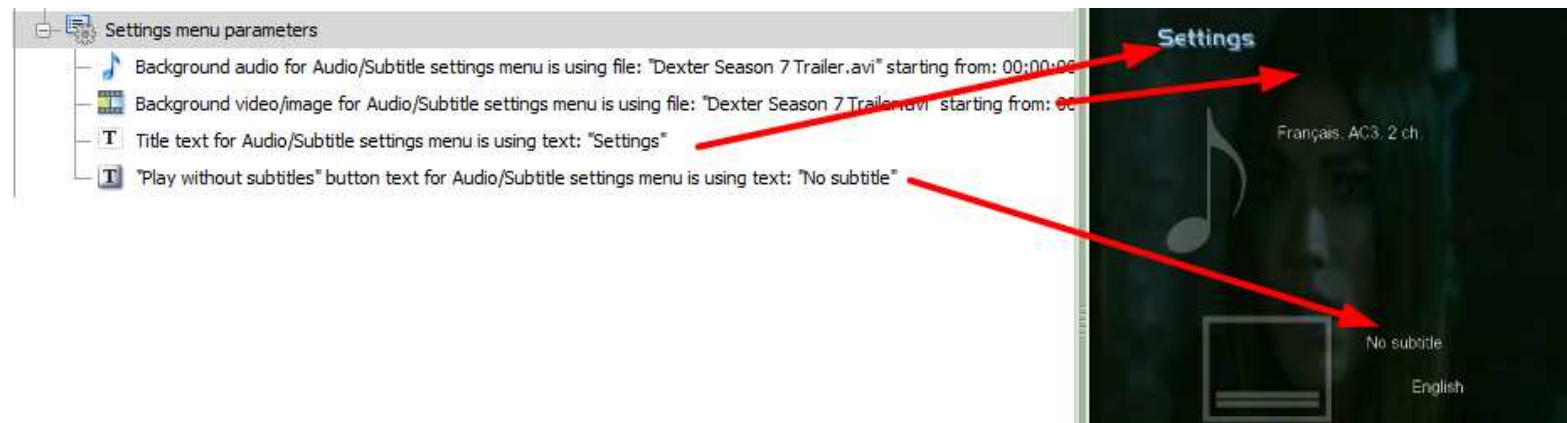 Settings menu parameters
Background audio for Audio/Subtitle settings menu is using file: "Dexter Season 7 Trailer.avi" starting from: 00:00:00
Background video/image for Audio/Subtitle settings menu is using file: "Dexter Season 7 Trailer.avi" starting from: 00
Title text for Audio/Subtitle settings menu is using text: "Settings"
"Play without subtitles" button text for Audio/Subtitle settings menu is using text: "No subtitle"
Settings
Français, AC3, 2 ch.
No subtitle
English